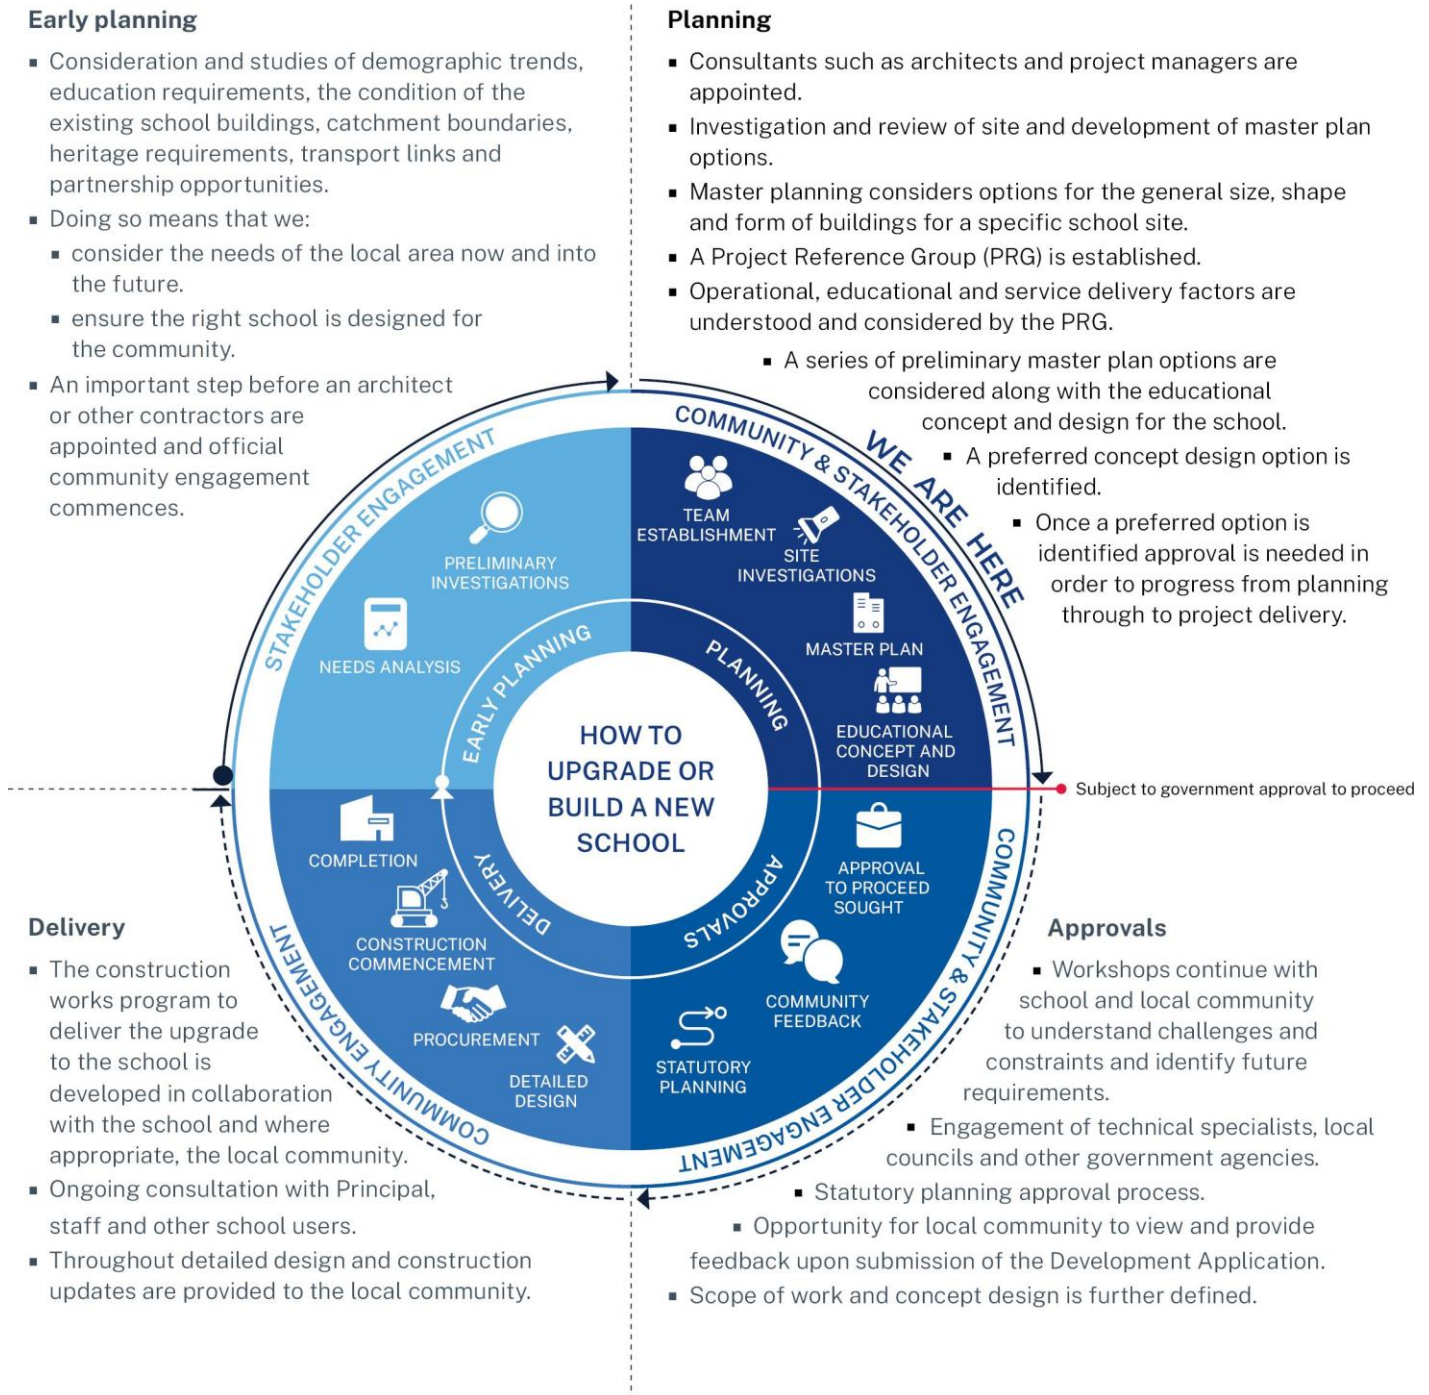 Early planning
▪ Consideration and studies of demographic trends,
education requirements, the condition of the
existing school buildings, catchment boundaries,
heritage requirements, transport links and
partnership opportunities.
▪ Doing so means that we:
▪ consider the needs of the local area now and into
the future.
▪ ensure the right school is designed for
the community.
▪ An important step before an architect
or other contractors are
appointed and official
community engagement
commences.
Planning
▪ Consultants such as architects and project managers are
appointed.
▪ Investigation and review of site and development of master plan
options.
▪ Master planning considers options for the general size, shape
and form of buildings for a specific school site.
▪ A Project Reference Group (PRG) is established.
▪ Operational, educational and service delivery factors are
understood and considered by the PRG.
▪ A series of preliminary master plan options are
considered along with the educational
concept and design for the school.
▪ A preferred concept design option is
identified.
▪ Once a preferred option is
identified approval is needed in
order to progress from planning
through to project delivery.
WE ARE HERE
STAKEHOLDER ENGAGEMENT
PRELIMINARY
INVESTIGATIONS
NEEDS ANALYSIS
EARLY PLANNING
COMMUNITY & STAKEHOLDER ENGAGEMENT
TEAM
ESTABLISHMENT
SITE
INVESTIGATIONS
MASTER PLAN
EDUCATIONAL
CONCEPT AND
DESIGN
PLANNING
HOW TO
UPGRADE OR
BUILD A NEW
SCHOOL
Subject to government approval to proceed
APPROVAL
TO PROCEED
SOUGHT
COMMUNITY
FEEDBACK
STATUTORY
PLANNING
APPROVALS
COMMUNITY & STAKEHOLDER ENGAGEMENT
COMPLETION
CONSTRUCTION
COMMENCEMENT
PROCUREMENT
DETAILED
DESIGN
DELIVERY
COMMUNITY ENGAGEMENT
Delivery
▪ The construction
works program to
deliver the upgrade
to the school is
developed in collaboration
with the school and where
appropriate, the local community.
▪ Ongoing consultation with Principal,
staff and other school users.
▪ Throughout detailed design and construction
updates are provided to the local community.
Approvals
▪ Workshops continue with
school and local community
to understand challenges and
constraints and identify future
requirements.
▪ Engagement of technical specialists, local
councils and other government agencies.
▪ Statutory planning approval process.
▪ Opportunity for local community to view and provide
feedback upon submission of the Development Application.
▪ Scope of work and concept design is further defined.